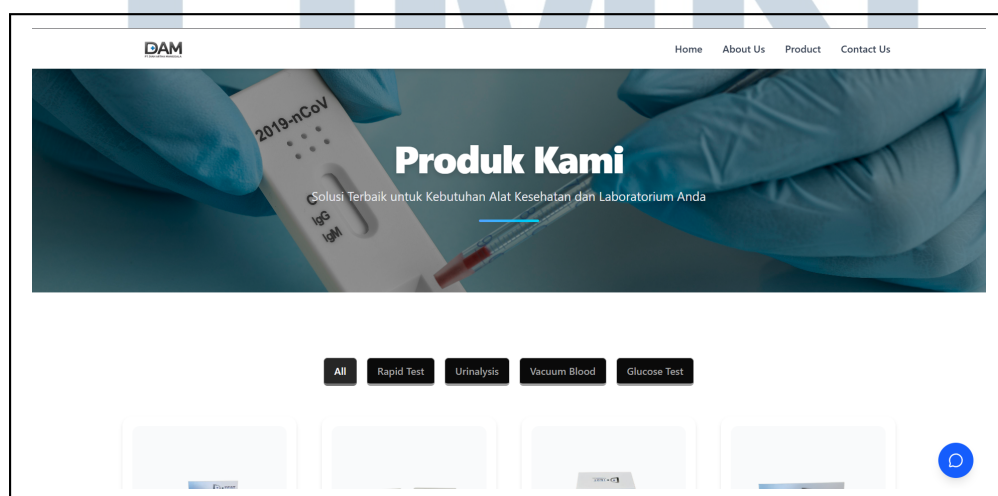 DAM
Home About Us Product Contact Us
2019-nCoV
Produk Kami
Solusi Terbaik untuk Kebutuhan Alat Kesehatan dan Laboratorium Anda
C
IgG
IgM
All Rapid Test Urinalysis Vacuum Blood Glucose Test